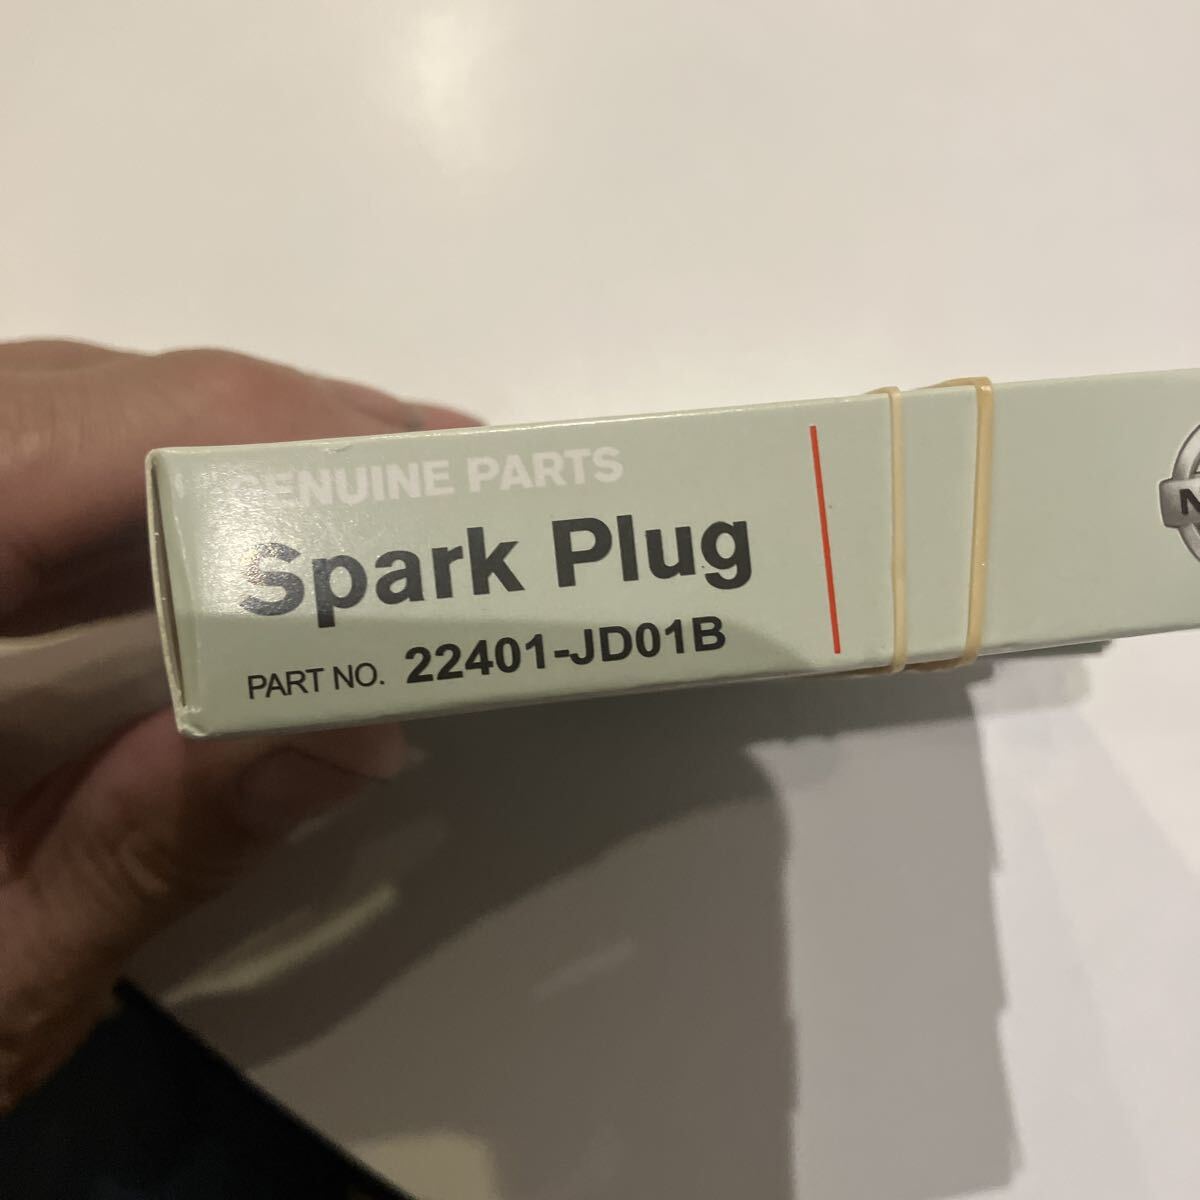 GENUINE PARTS
Spark Plug
PART NO. 22401-JD01B